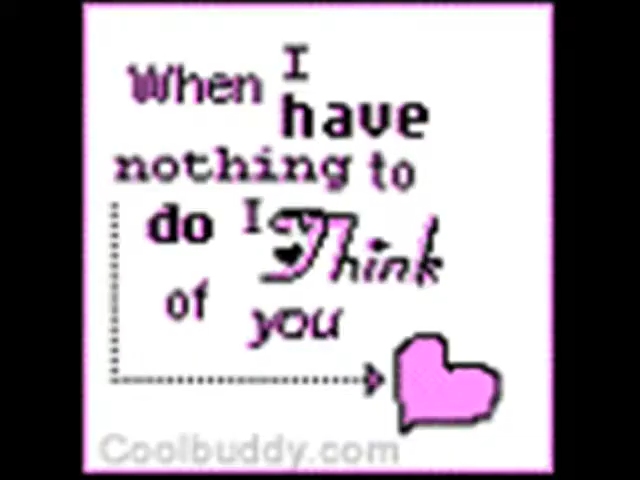 When I
have
nothing to
do I Think
of you
Coolbuddy.com